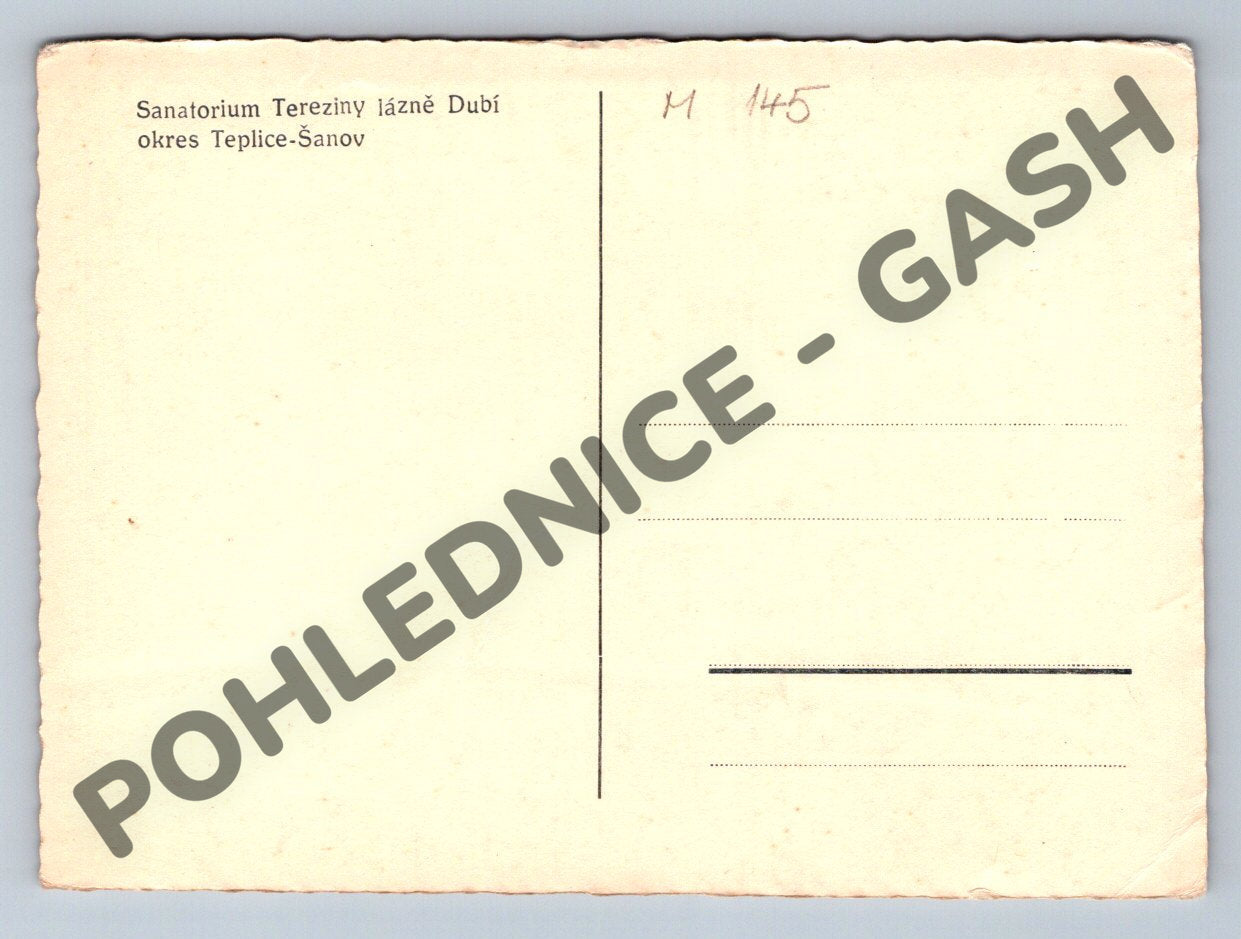 Sanatorium Tereziny lázně Dubí
okres Teplice-Šanov
M 145
POHLEDNICE - GASH